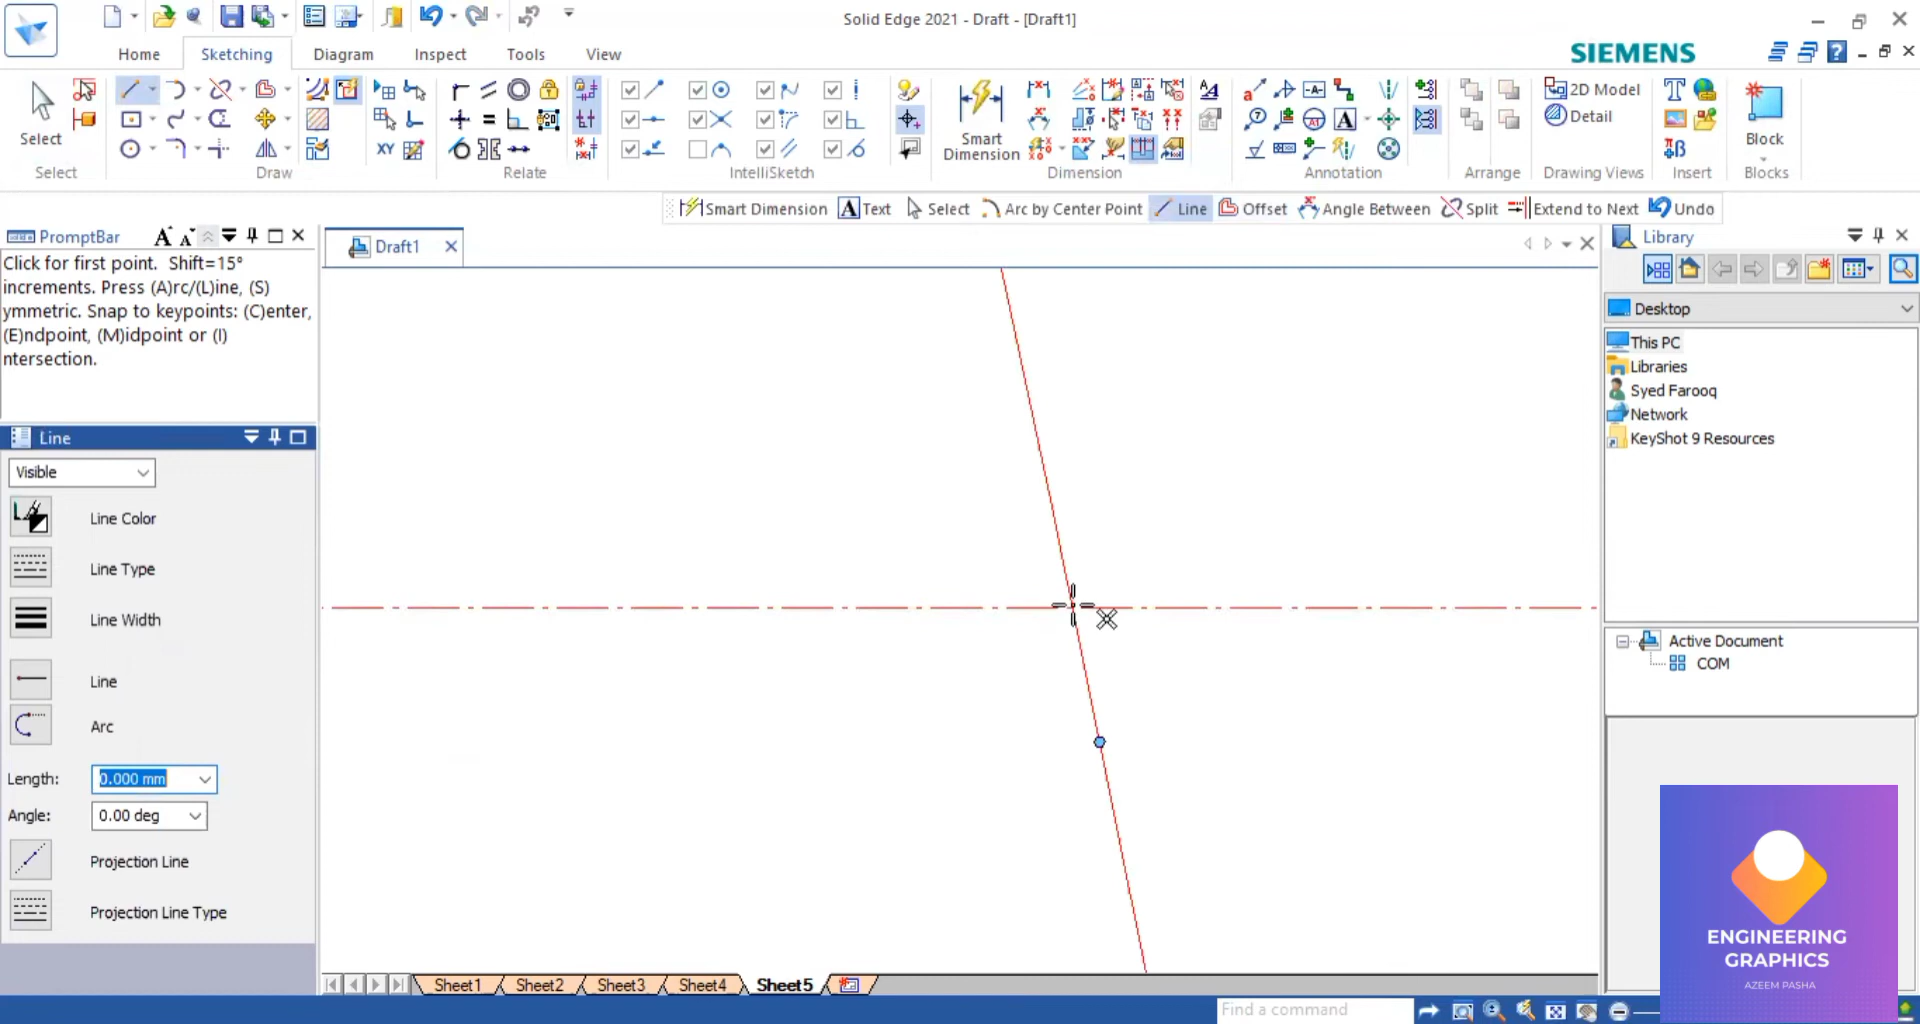 Solid Edge 2021 - Draft - [Draft1]
Home
Sketching
Diagram
Inspect
Tools
View
SIEMENS
Select
Select
Draw
XY
Relate
IntelliSketch
Smart
Dimension
Dimension
Annotation
Arrange
2D Model
Detail
Drawing Views
Insert
Block
Blocks
Smart Dimension
Text
Select
Arc by Center Point
Line
Offset
Angle Between
Split
Extend to Next
Undo
PromptBar
Click for first point. Shift=15°
increments. Press (A)rc/(L)ine, (S)
ymmetric. Snap to keypoints: (C)enter,
(E)ndpoint, (M)idpoint or (I)
ntersection.
Draft1
Library
Desktop
This PC
Libraries
Syed Farooq
Network
KeyShot 9 Resources
Active Document
COM
Line
Visible
Line Color
Line Type
Line Width
Line
Arc
Length:
0.000 mm
Angle:
0.00 deg
Projection Line
Projection Line Type
Sheet1
Sheet2
Sheet3
Sheet4
Sheet5
Find a command
ENGINEERING
GRAPHICS
AZEEM PASHA